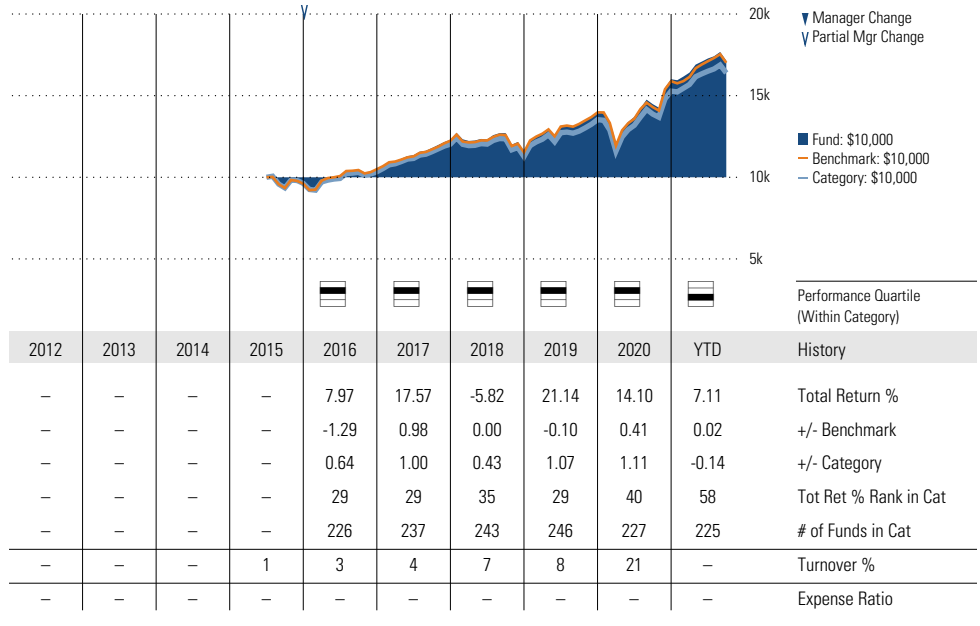 20k
Manager Change
Partial Mgr Change
15k
Fund: $10,000
Benchmark: $10,000
10k
Category: $10,000
5k
Performance Quartile
(Within Category)
2012 2013 2014 2015 2016 2017 2018 2019 2020 YTD History
– – – – 7.97 17.57 -5.82 21.14 14.10 7.11 Total Return %
– – – – -1.29 0.98 0.00 -0.10 0.41 0.02 +/- Benchmark
– – – – 0.64 1.00 0.43 1.07 1.11 -0.14 +/- Category
– – – – 29 29 35 29 40 58 Tot Ret % Rank in Cat
– – – – 226 237 243 246 227 225 # of Funds in Cat
– – – 1 3 4 7 8 21 – Turnover %
– – – – – – – – – – Expense Ratio